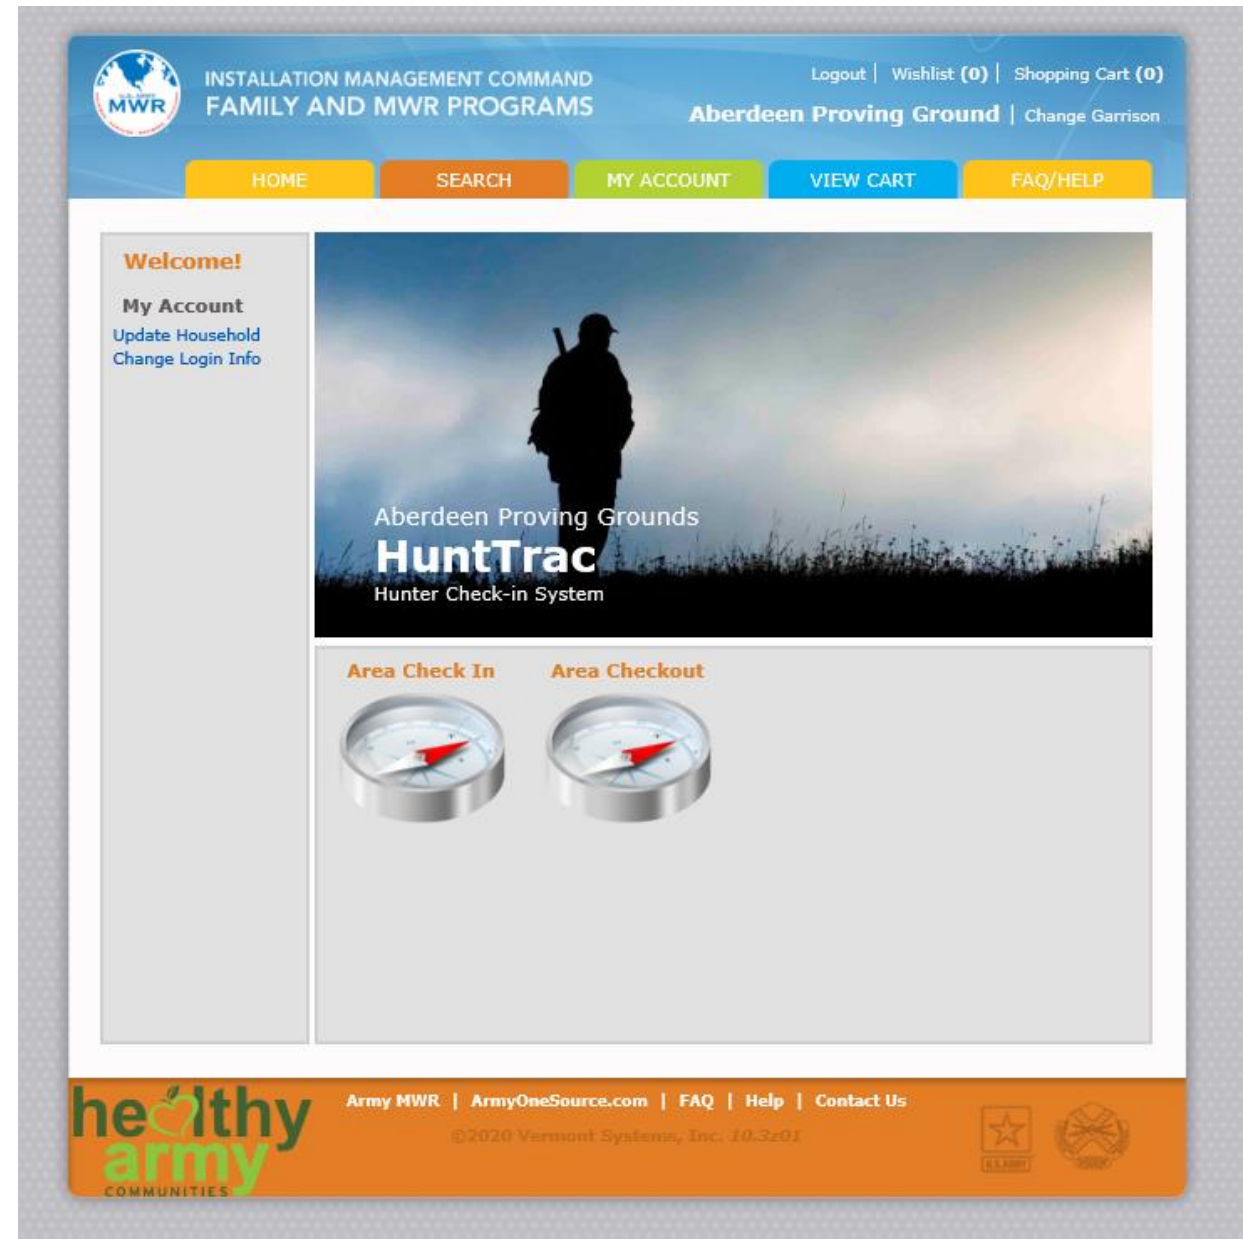 MWR
INSTALLATION MANAGEMENT COMMAND
FAMILY AND MWR PROGRAMS
Logout | Wishlist (0) | Shopping Cart (0)
Aberdeen Proving Ground | Change Garrison
HOME SEARCH MY ACCOUNT VIEW CART FAQ/HELP
Welcome!
My Account
Update Household
Change Login Info
Aberdeen Proving Grounds
HuntTrac
Hunter Check-in System
Area Check In Area Checkout
healthy
army
COMMUNITIES
Army MWR | ArmyOneSource.com | FAQ | Help | Contact Us
©2020 Vermont Systems, Inc. 10.3z01
U.S. ARMY